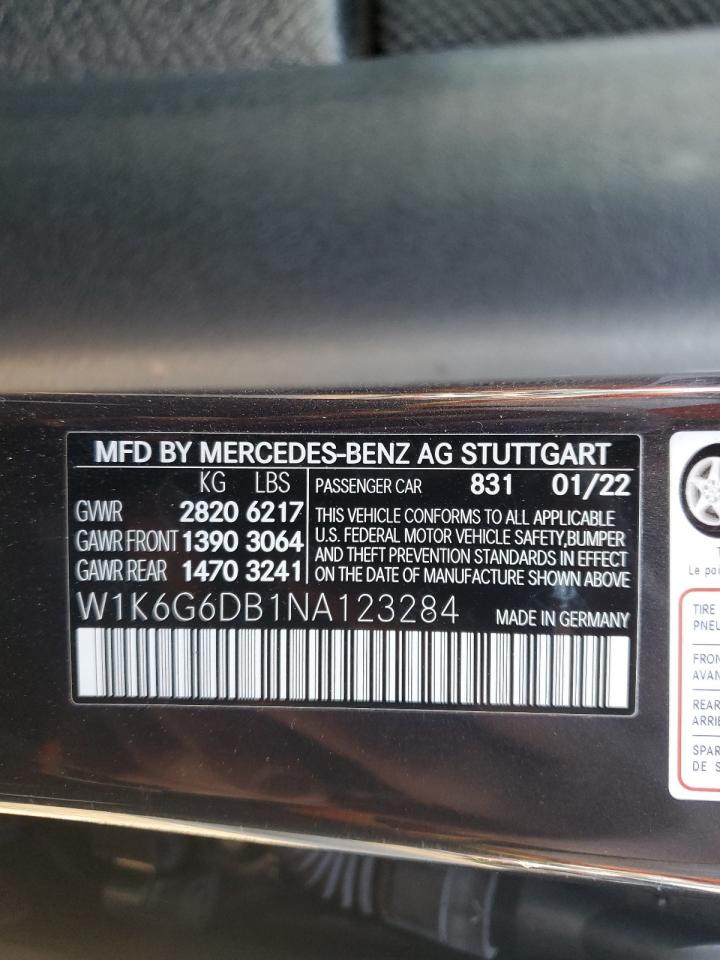 MFD BY MERCEDES-BENZ AG STUTTGART
KG LBS
GVWR 2820 6217
GAWR FRONT 1390 3064
GAWR REAR 1470 3241
PASSENGER CAR 831 01/22
THIS VEHICLE CONFORMS TO ALL APPLICABLE
U.S. FEDERAL MOTOR VEHICLE SAFETY,BUMPER
AND THEFT PREVENTION STANDARDS IN EFFECT
ON THE DATE OF MANUFACTURE SHOWN ABOVE
W1K6G6DB1NA123284 MADE IN GERMANY
Le
TIRE